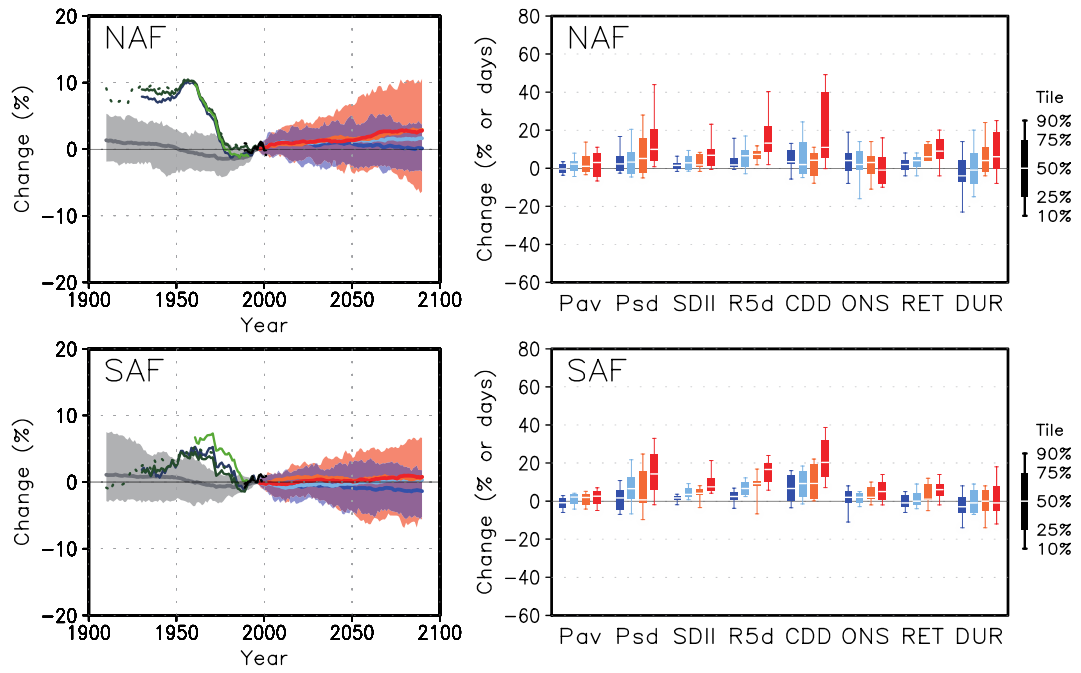 NAF
Change (%)
20
10
0
−10
−20
1900
1950
2000
2050
2100
Year
NAF
Change (% or days)
80
60
40
20
0
−20
−40
−60
Pav
Psd
SDII
R5d
CDD
ONS
RET
DUR
Tile
90%
75%
50%
25%
10%
SAF
Change (%)
20
10
0
−10
−20
1900
1950
2000
2050
2100
Year
SAF
Change (% or days)
80
60
40
20
0
−20
−40
−60
Pav
Psd
SDII
R5d
CDD
ONS
RET
DUR
Tile
90%
75%
50%
25%
10%